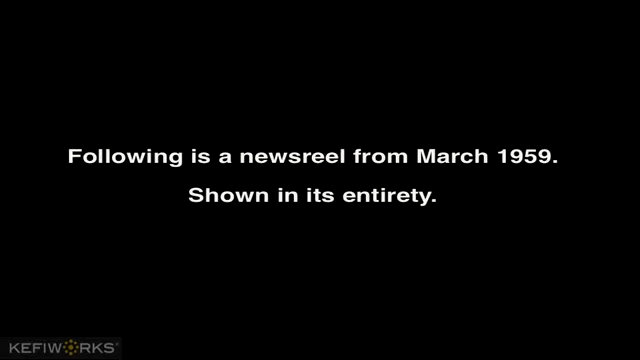 Following is a newsreel from March 1959.
Shown in its entirety.
KEFIWORKS